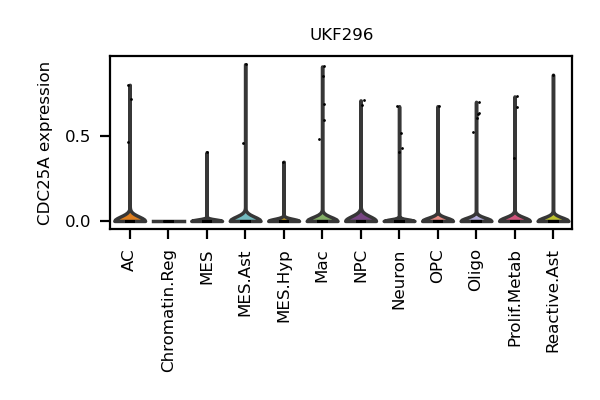 UKF296
CDC25A expression
0.5
0.0
AC
Chromatin.Reg
MES
MES.Ast
MES.Hyp
Mac
NPC
Neuron
OPC
Oligo
Prolif.Metab
Reactive.Ast